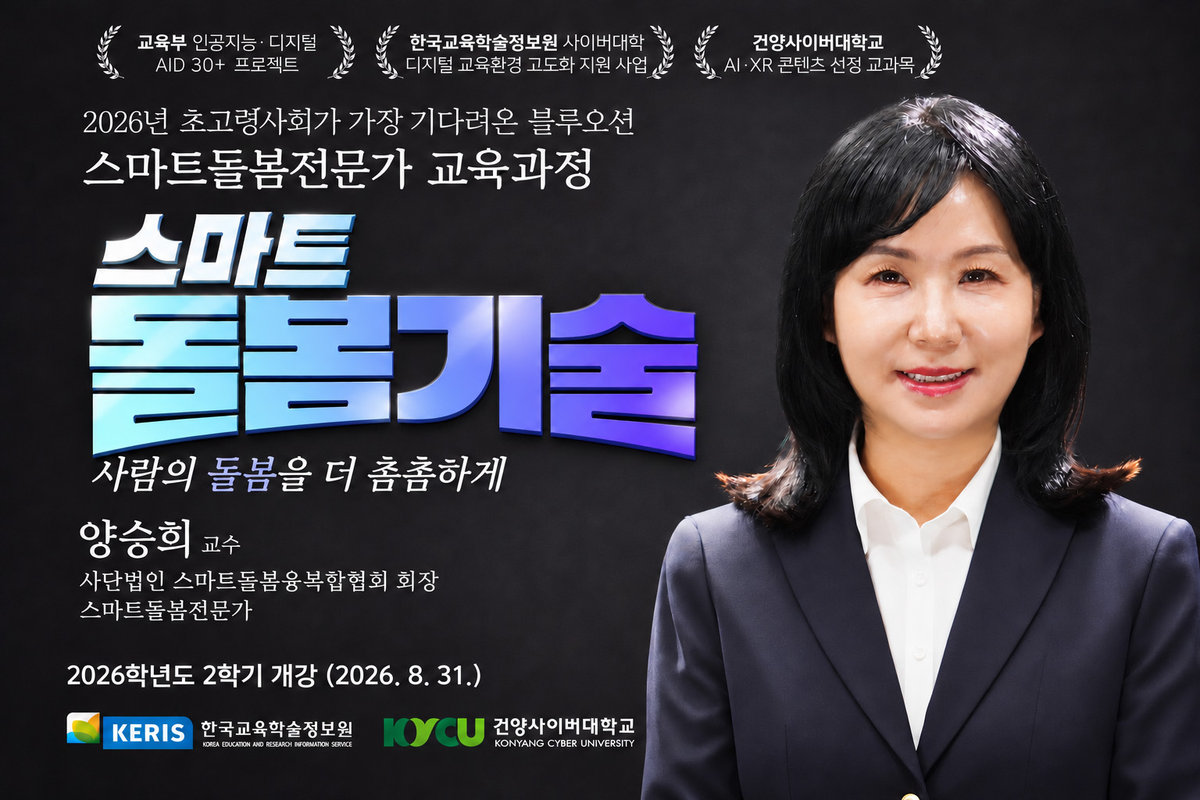 교육부 인공지능·디지털
AID 30+ 프로젝트
한국교육학술정보원 사이버대학
디지털 교육환경 고도화 지원 사업
건양사이버대학교
AI·XR 콘텐츠 선정 교과목
2026년 초고령사회가 가장 기다려온 블루오션
스마트돌봄전문가 교육과정
스마트
돌봄기술
사람의 돌봄을 더 촘촘하게
양승희 교수
사단법인 스마트돌봄융복합협회 회장
스마트돌봄전문가
2026학년도 2학기 개강 (2026. 8. 31.)
KERIS 한국교육학술정보원
KOREA EDUCATION AND RESEARCH INFORMATION SERVICE
KYCU 건양사이버대학교
KONYANG CYBER UNIVERSITY